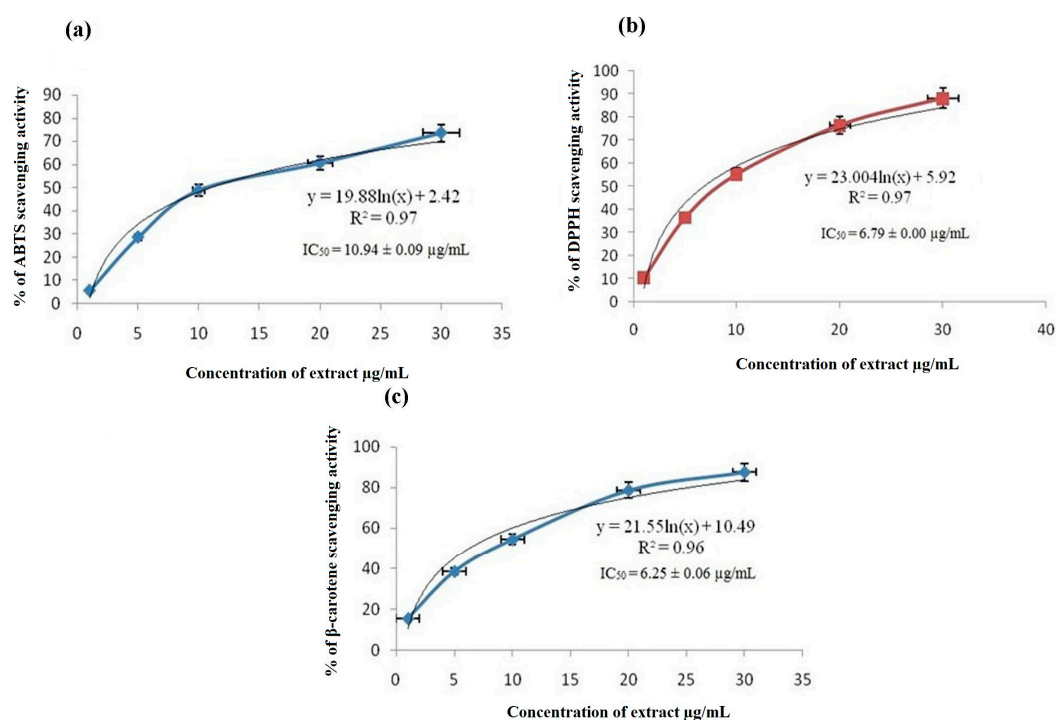 (a)
% of ABTS scavenging activity
90
80
70
60
50
40
30
20
10
0
y = 19.88ln(x) + 2.42
R² = 0.97
IC₅₀ = 10.94 ± 0.09 µg/mL
0 5 10 15 20 25 30 35
Concentration of extract µg/mL
(b)
% of DPPH scavenging activity
100
90
80
70
60
50
40
30
20
10
0
y = 23.004ln(x) + 5.92
R² = 0.97
IC₅₀ = 6.79 ± 0.00 µg/mL
0 10 20 30 40
Concentration of extract µg/mL
(c)
% of β-carotene scavenging activity
100
80
60
40
20
0
y = 21.55ln(x) + 10.49
R² = 0.96
IC₅₀ = 6.25 ± 0.06 µg/mL
0 5 10 15 20 25 30 35
Concentration of extract µg/mL